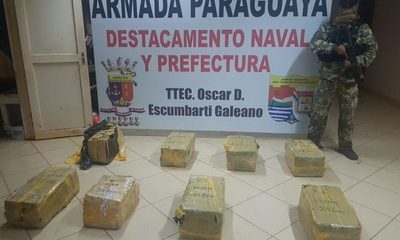 ARMADA PARAGUAYA
DESTACAMENTO NAVAL
Y PREFECTURA
TTEC. Oscar D.
Escumbarti Galeano